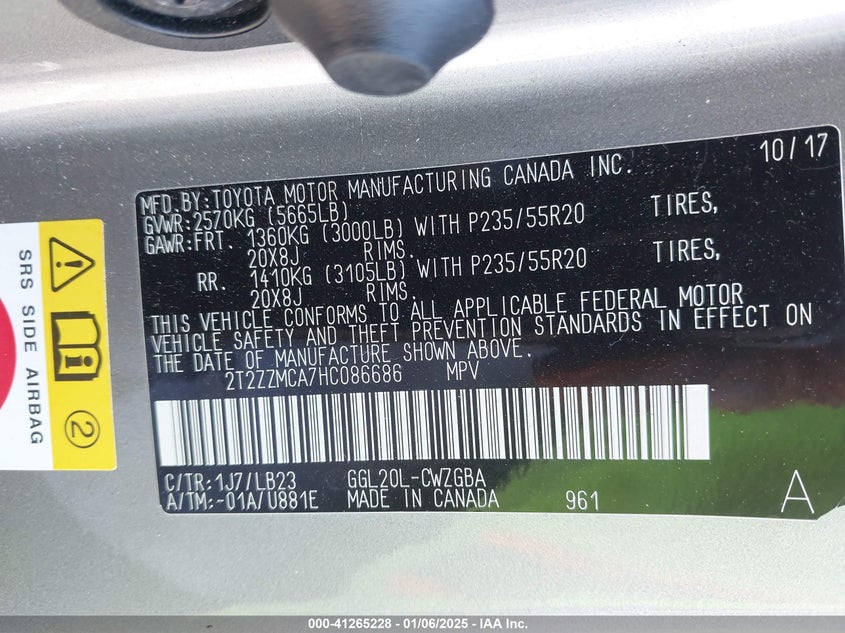 10/17
MFD.BY:TOYOTA MOTOR MANUFACTURING CANADA INC.
GVWR:2570KG (5665LB)
GAWR:FRT. 1360KG (3000LB) WITH P235/55R20 TIRES,
20X8J RIMS.
RR. 1410KG (3105LB) WITH P235/55R20 TIRES,
20X8J RIMS.
THIS VEHICLE CONFORMS TO ALL APPLICABLE FEDERAL MOTOR
VEHICLE SAFETY AND THEFT PREVENTION STANDARDS IN EFFECT ON
THE DATE OF MANUFACTURE SHOWN ABOVE.
2T2ZZMCA7HC086686 MPV
C/TR:1J7/LB23 GGL20L-CWZGBA
A/TM:-01A/U881E MADE IN CANADA 961 A
SRS SIDE AIRBAG
2
000-41265228 - 01/06/2025 - IAA Inc.